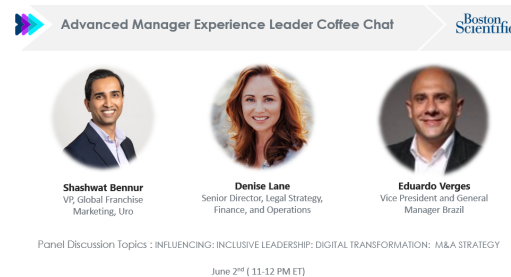 Advanced Manager Experience Leader Coffee Chat
Boston
Scientific
Shashwat Bennur
VP, Global Franchise
Marketing, Uro
Denise Lane
Senior Director, Legal Strategy,
Finance, and Operations
Eduardo Verges
Vice President and General
Manager Brazil
Panel Discussion Topics : INFLUENCING: INCLUSIVE LEADERSHIP: DIGITAL TRANSFORMATION: M&A STRATEGY
June 2nd ( 11-12 PM ET)